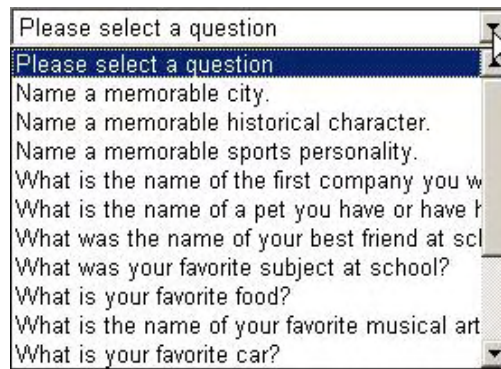 Please select a question
Please select a question
Name a memorable city.
Name a memorable historical character.
Name a memorable sports personality.
What is the name of the first company you
What is the name of a pet you have or have
What was the name of your best friend at
What was your favorite subject at school?
What is your favorite food?
What is the name of your favorite musical
What is your favorite car?